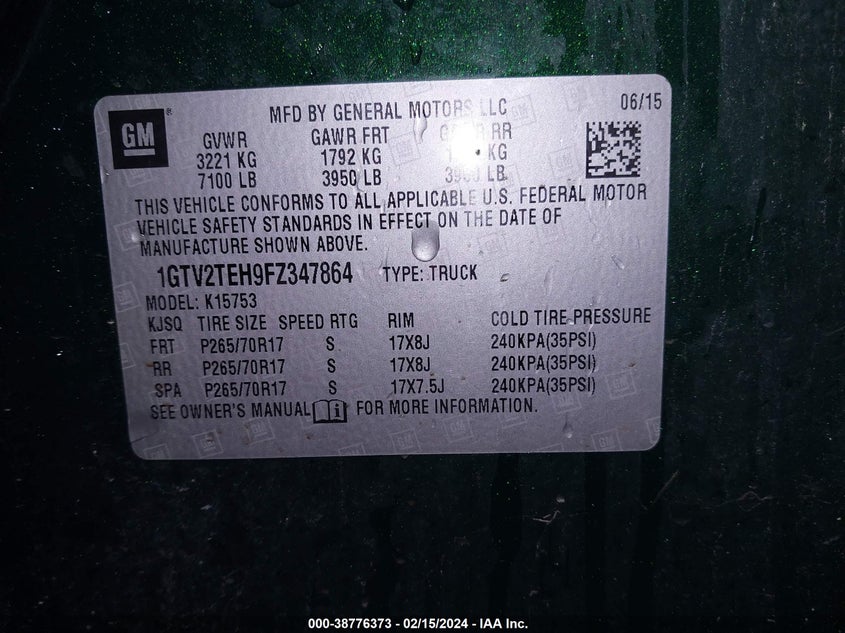 GM
MFD BY GENERAL MOTORS LLC 06/15
GVWR GAWR FRT RR
3221 KG 1792 KG KG
7100 LB 3950 LB LB
THIS VEHICLE CONFORMS TO ALL APPLICABLE U.S. FEDERAL MOTOR
VEHICLE SAFETY STANDARDS IN EFFECT ON THE DATE OF
MANUFACTURE SHOWN ABOVE.
1GTV2TEH9FZ347864 TYPE: TRUCK
MODEL: K15753
KJSQ TIRE SIZE SPEED RTG RIM COLD TIRE PRESSURE
FRT P265/70R17 S 17X8J 240KPA(35PSI)
RR P265/70R17 S 17X8J 240KPA(35PSI)
SPA P265/70R17 S 17X7.5J 240KPA(35PSI)
SEE OWNER'S MANUAL FOR MORE INFORMATION.
000-38776373 - 02/15/2024 - IAA Inc.